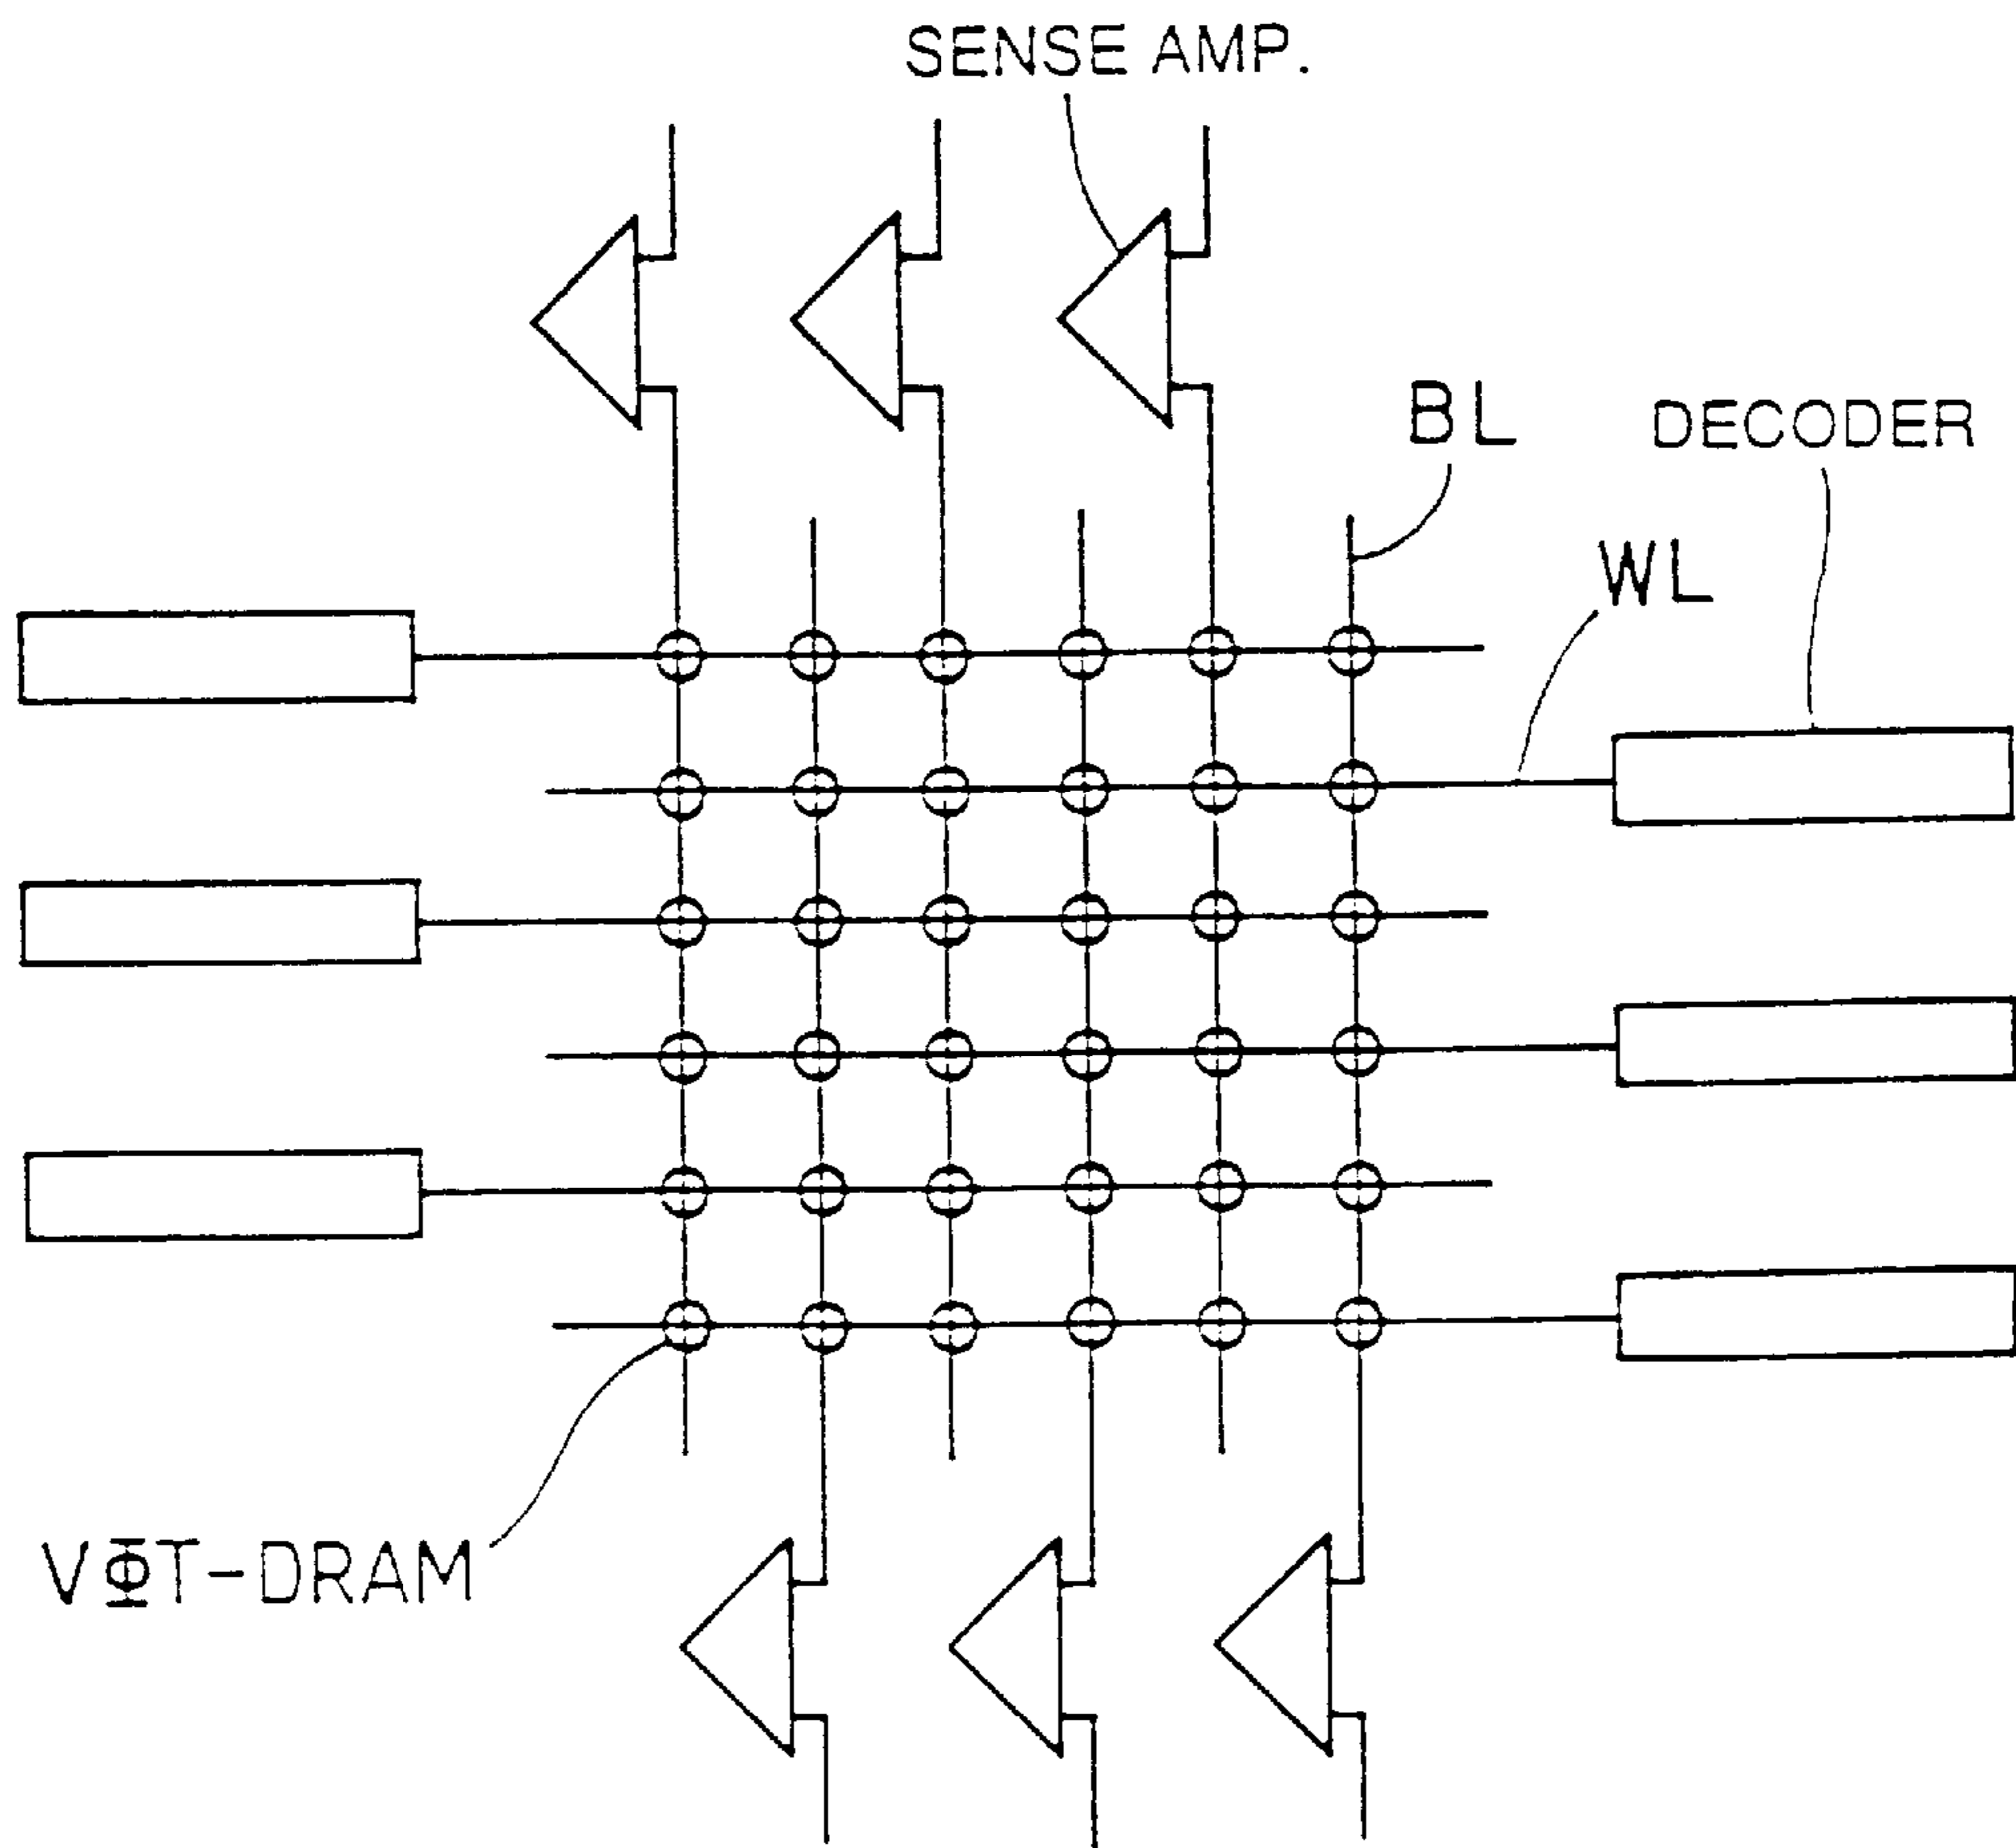 SENSE AMP.
BL
DECODER
WL
VΦT-DRAM